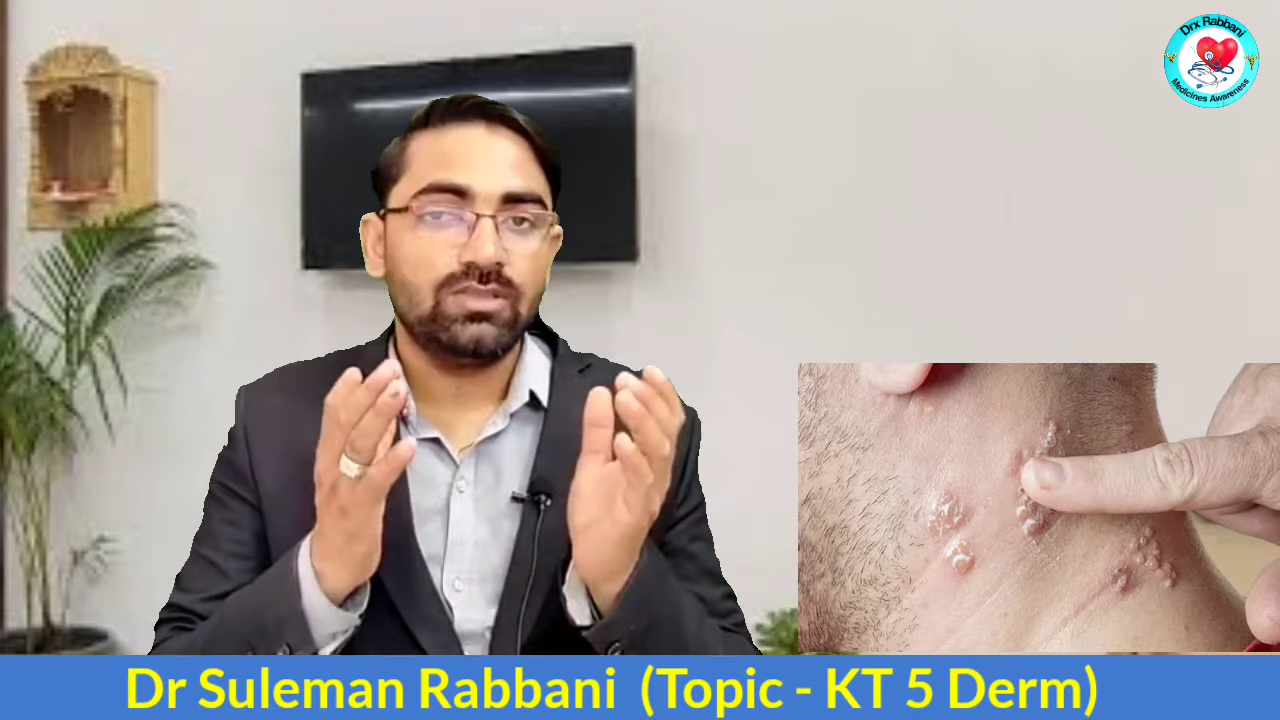 Drx Rabbani
Medicines Awareness
Dr Suleman Rabbani (Topic - KT 5 Derm)